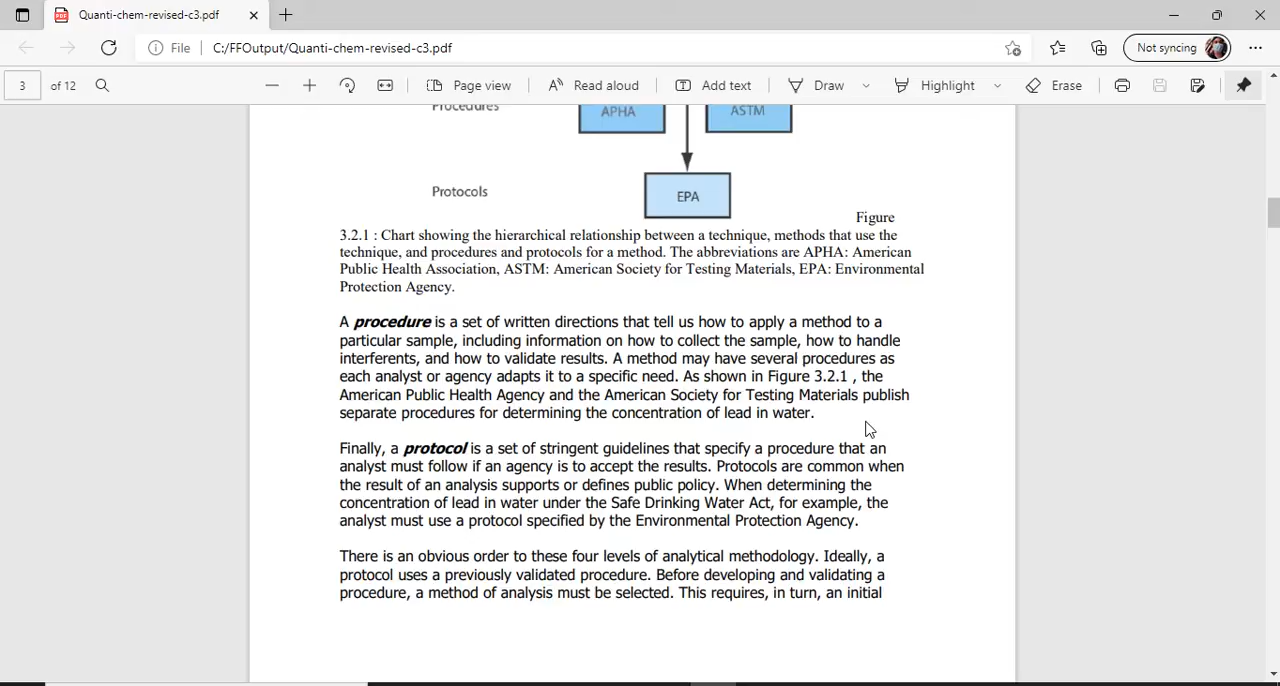 Quanti-chem-revised-c3.pdf
File C:/FFOutput/Quanti-chem-revised-c3.pdf Not syncing
3 of 12 Page view Read aloud Add text Draw Highlight Erase
Procedures APHA ASTM
Protocols EPA
Figure
3.2.1 : Chart showing the hierarchical relationship between a technique, methods that use the
technique, and procedures and protocols for a method. The abbreviations are APHA: American
Public Health Association, ASTM: American Society for Testing Materials, EPA: Environmental
Protection Agency.
A procedure is a set of written directions that tell us how to apply a method to a
particular sample, including information on how to collect the sample, how to handle
interferents, and how to validate results. A method may have several procedures as
each analyst or agency adapts it to a specific need. As shown in Figure 3.2.1 , the
American Public Health Agency and the American Society for Testing Materials publish
separate procedures for determining the concentration of lead in water.
Finally, a protocol is a set of stringent guidelines that specify a procedure that an
analyst must follow if an agency is to accept the results. Protocols are common when
the result of an analysis supports or defines public policy. When determining the
concentration of lead in water under the Safe Drinking Water Act, for example, the
analyst must use a protocol specified by the Environmental Protection Agency.
There is an obvious order to these four levels of analytical methodology. Ideally, a
protocol uses a previously validated procedure. Before developing and validating a
procedure, a method of analysis must be selected. This requires, in turn, an initial